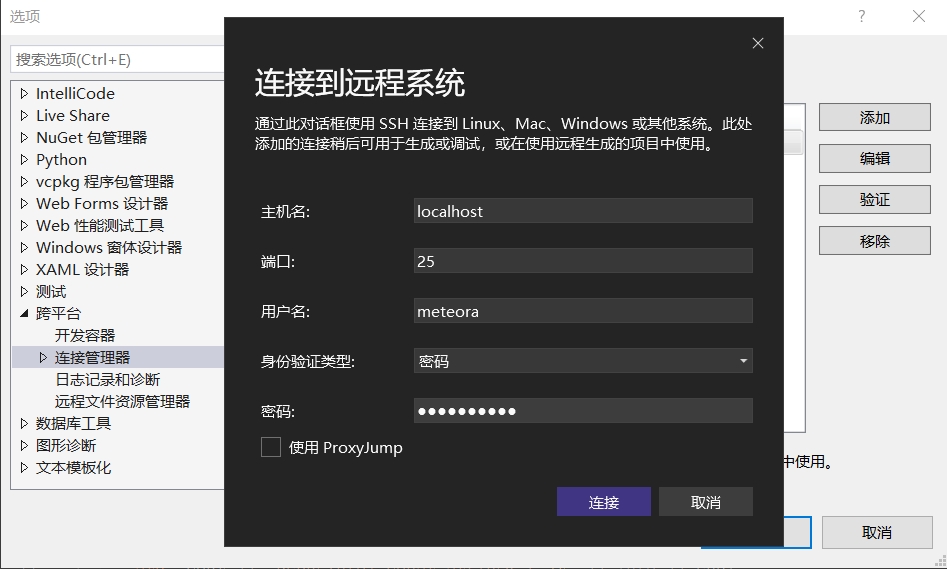 选项
?
搜索选项(Ctrl+E)
IntelliCode
Live Share
NuGet 包管理器
Python
vcpkg 程序包管理器
Web Forms 设计器
Web 性能测试工具
Windows 窗体设计器
XAML 设计器
测试
跨平台
开发容器
连接管理器
日志记录和诊断
远程文件资源管理器
数据库工具
图形诊断
文本模板化
连接到远程系统
通过此对话框使用 SSH 连接到 Linux、Mac、Windows 或其他系统。此处
添加的连接稍后可用于生成或调试，或在使用远程生成的项目中使用。
主机名:
localhost
端口:
25
用户名:
meteora
身份验证类型:
密码
密码:
●●●●●●●●●●
使用 ProxyJump
连接
取消
添加
编辑
验证
移除
中使用。
取消